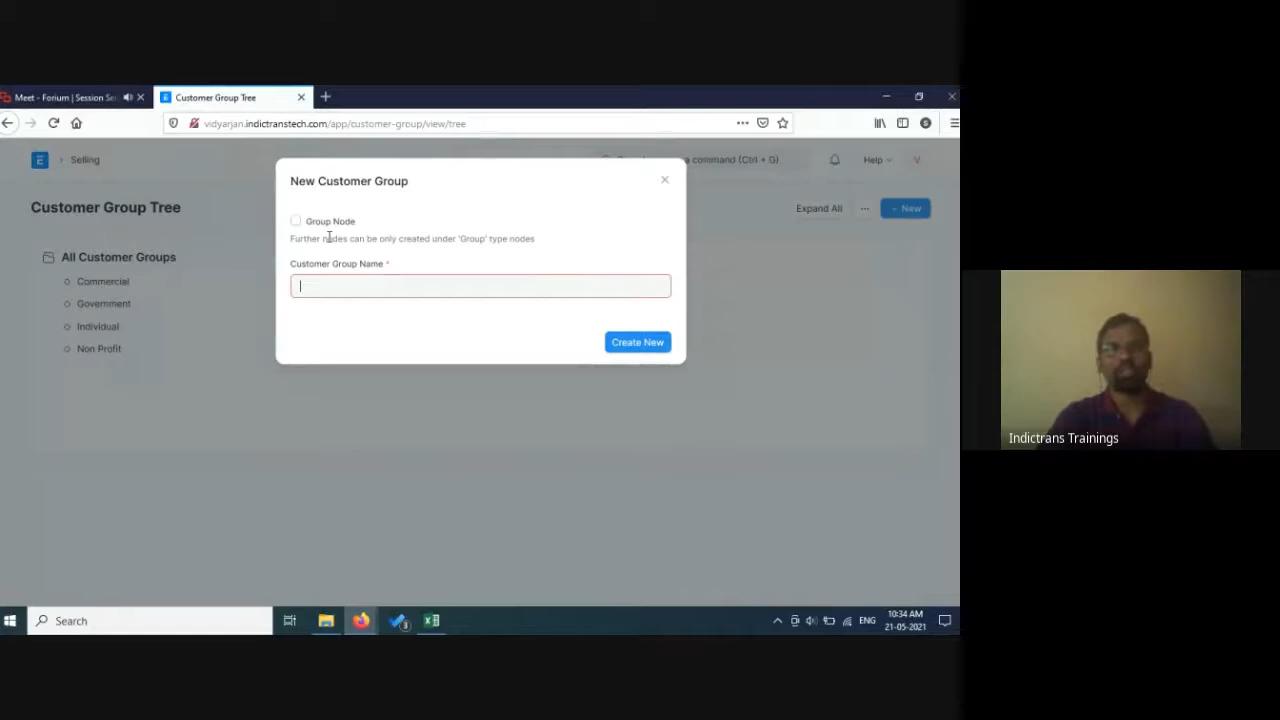 Meet - Forium | Session
Customer Group Tree
vidyarjan.indictranstech.com/app/customer-group/view/tree
E
Selling
a command (Ctrl + G)
Help
V
Customer Group Tree
Expand All
New
All Customer Groups
Commercial
Government
Individual
Non Profit
New Customer Group
Group Node
Further nodes can be only created under 'Group' type nodes
Customer Group Name *
Create New
Indictrans Trainings
Search
3
ENG
10:34 AM
21-05-2021